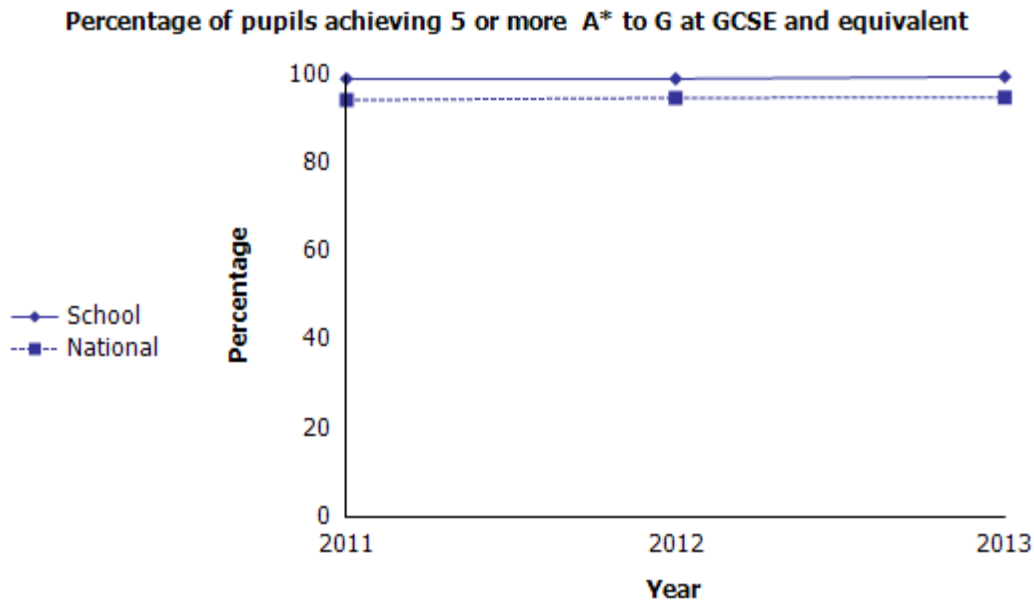 Percentage of pupils achieving 5 or more A* to G at GCSE and equivalent
100
80
60
40
20
0
Percentage
School
National
2011 2012 2013
Year